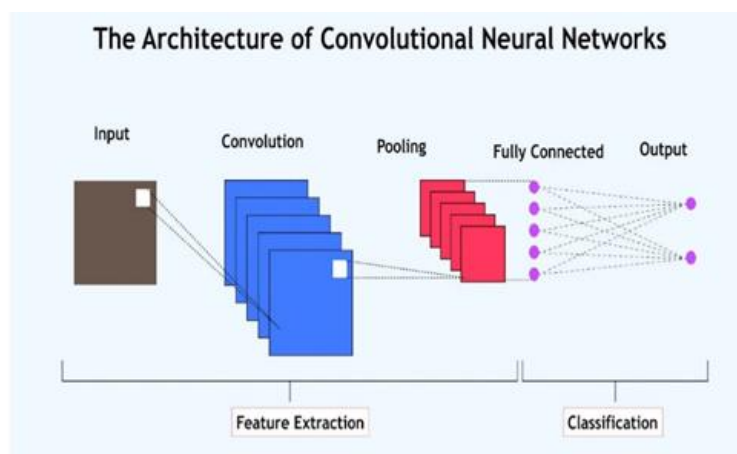 The Architecture of Convolutional Neural Networks
Input
Convolution
Pooling
Fully Connected
Output
Feature Extraction
Classification